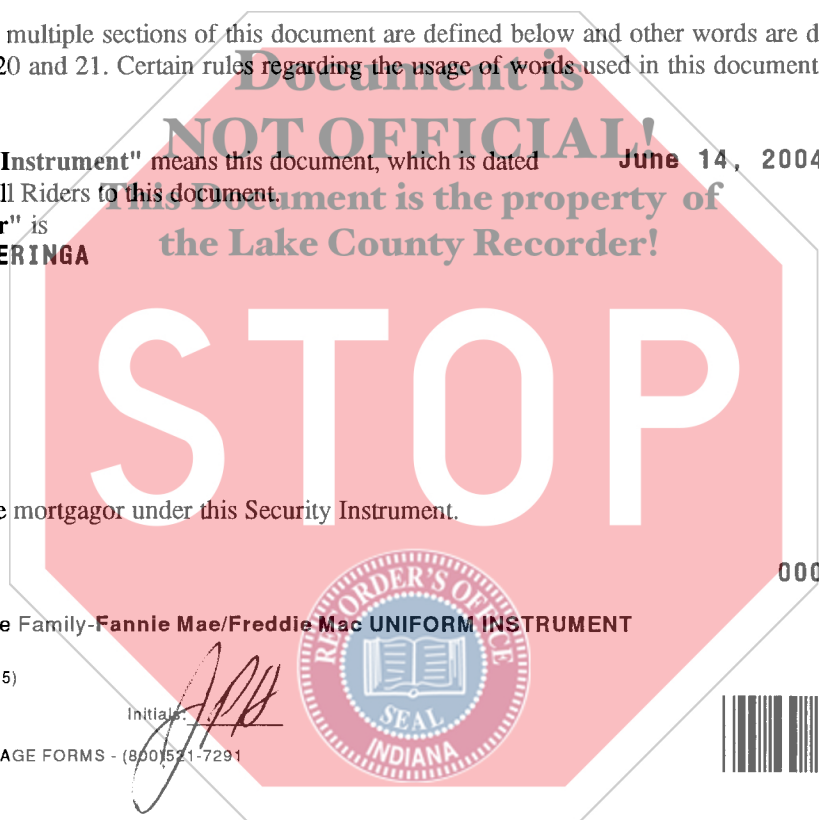 multiple sections of this document are defined below and other words are d
20 and 21. Certain rules regarding the usage of words used in this document
Document is
NOT OFFICIAL!
Instrument" means this document, which is dated June 14, 2004
ll Riders to this document.
This Document is the property of
r" is
the Lake County Recorder!
ERINGA
STOP
e mortgagor under this Security Instrument.
000
RECORDER'S OFFICE
e Family-Fannie Mae/Freddie Mac UNIFORM INSTRUMENT
5)
Initials: JPH
SEAL
INDIANA
AGE FORMS - (800)521-7291